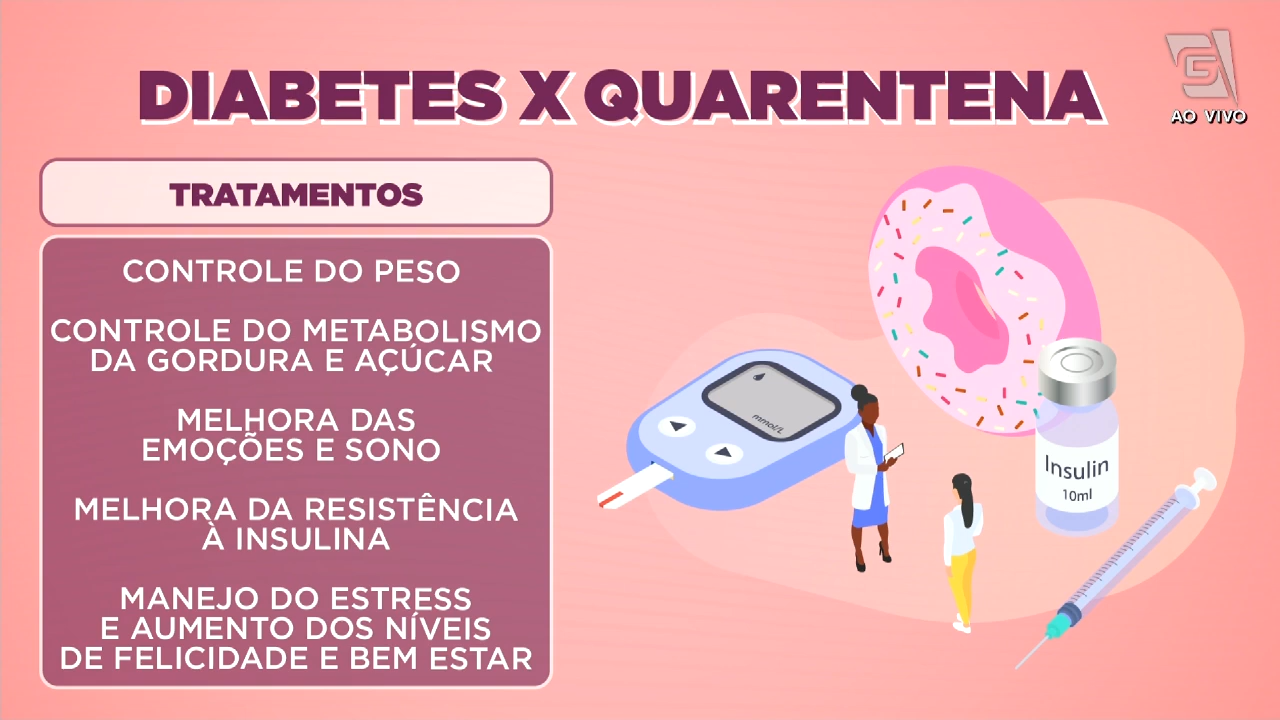 DIABETES X QUARENTENA
AO VIVO
TRATAMENTOS
CONTROLE DO PESO
CONTROLE DO METABOLISMO
DA GORDURA E AÇÚCAR
MELHORA DAS
EMOÇÕES E SONO
MELHORA DA RESISTÊNCIA
À INSULINA
MANEJO DO ESTRESS
E AUMENTO DOS NÍVEIS
DE FELICIDADE E BEM ESTAR
mmol/L
Insulin
10ml